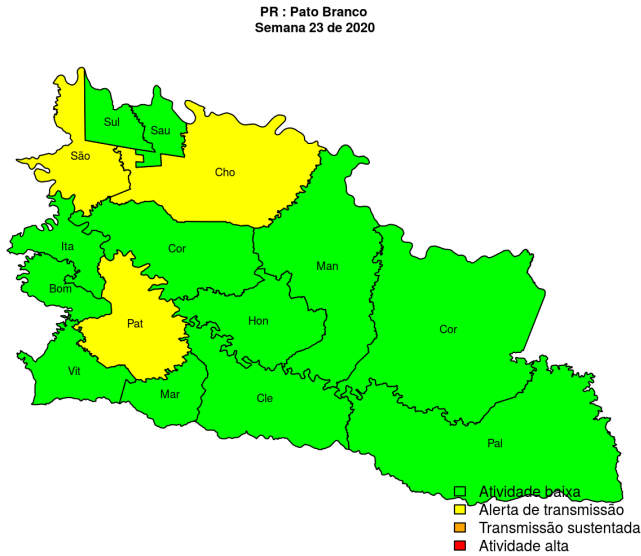 PR : Pato Branco
Semana 23 de 2020
Sul
Sau
São
Cho
Ita
Cor
Man
Bom
Pat
Hon
Cor
Vit
Mar
Cle
Pal
Atividade baixa
Alerta de transmissão
Transmissão sustentada
Atividade alta